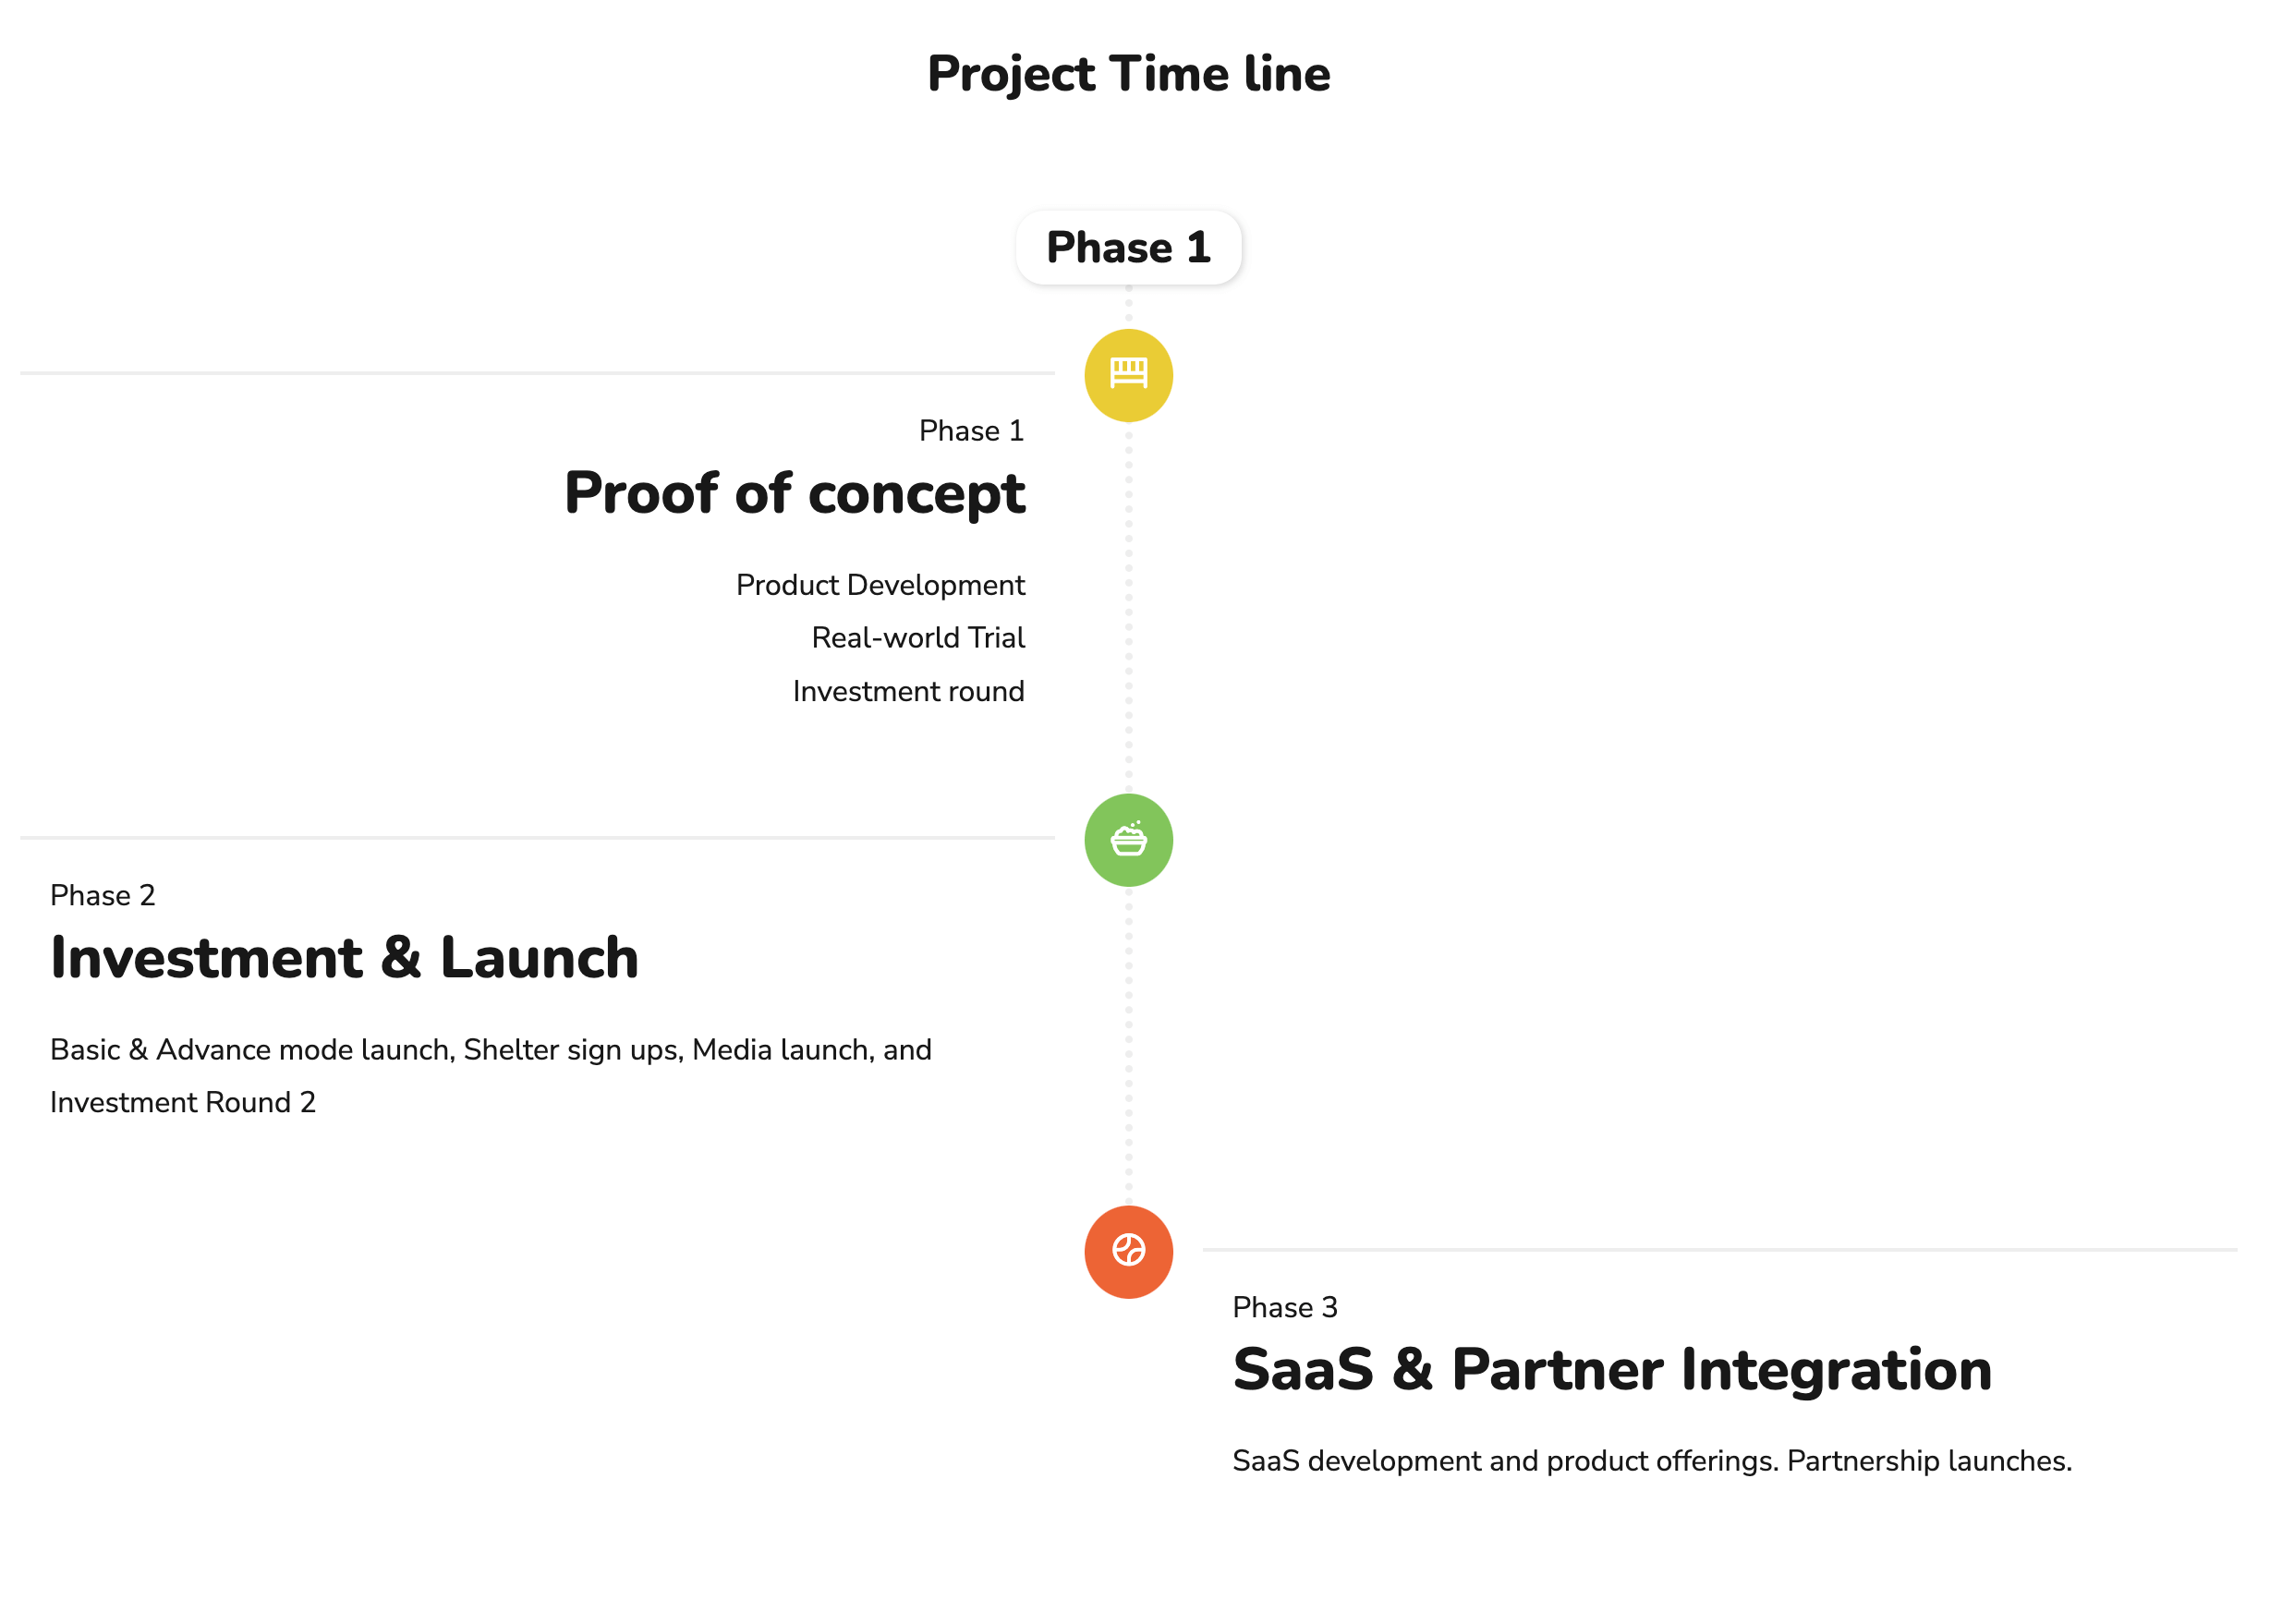 Project Time line
Phase 1
Phase 1
Proof of concept
Product Development
Real-world Trial
Investment round
Phase 2
Investment & Launch
Basic & Advance mode launch, Shelter sign ups, Media launch, and
Investment Round 2
Phase 3
SaaS & Partner Integration
SaaS development and product offerings. Partnership launches.